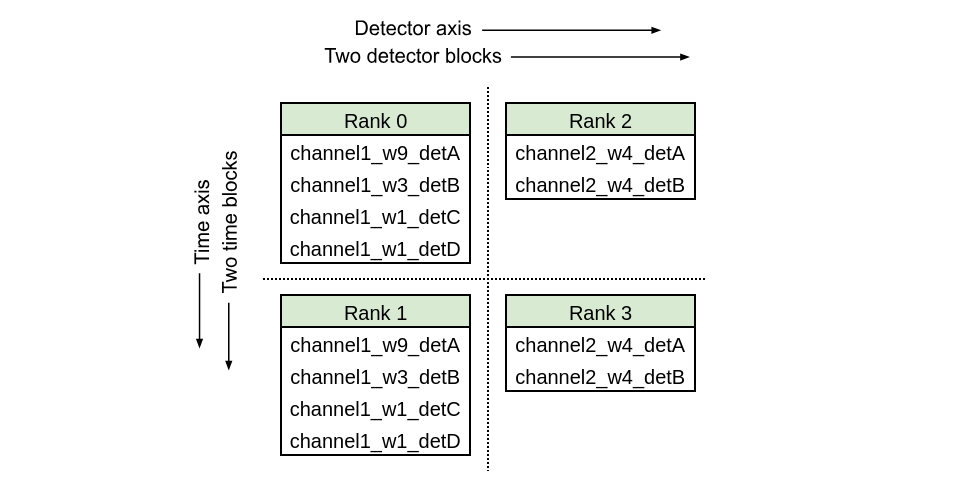 Detector axis
Two detector blocks
Time axis
Two time blocks
Rank 0
channel1_w9_detA
channel1_w3_detB
channel1_w1_detC
channel1_w1_detD
Rank 2
channel2_w4_detA
channel2_w4_detB
Rank 1
channel1_w9_detA
channel1_w3_detB
channel1_w1_detC
channel1_w1_detD
Rank 3
channel2_w4_detA
channel2_w4_detB